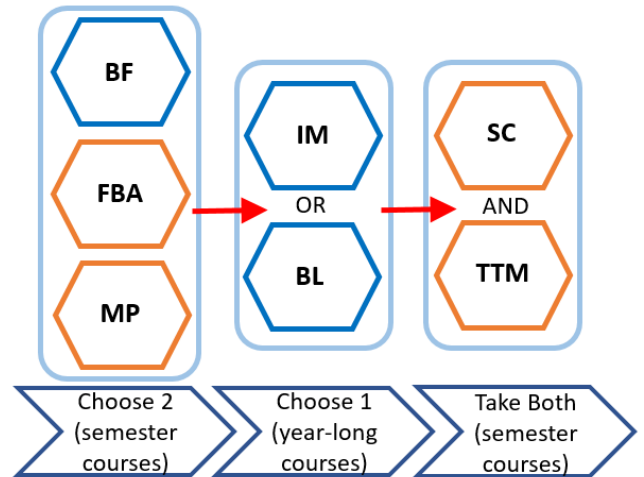 BF
FBA
MP
IM
OR
BL
SC
AND
TTM
Choose 2
(semester
courses)
Choose 1
(year-long
courses)
Take Both
(semester
courses)